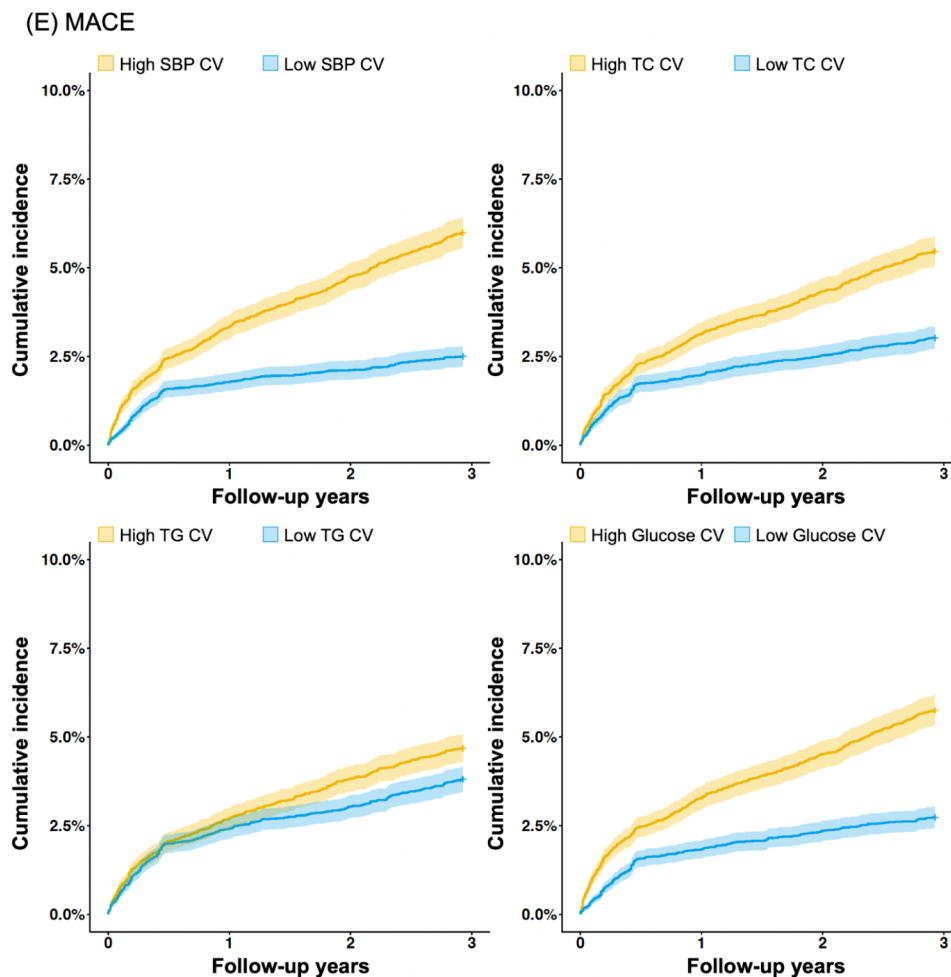 (E) MACE
High SBP CV Low SBP CV
10.0%
7.5%
5.0%
2.5%
0.0%
Cumulative incidence
0 1 2 3
Follow-up years
High TC CV Low TC CV
10.0%
7.5%
5.0%
2.5%
0.0%
Cumulative incidence
0 1 2 3
Follow-up years
High TG CV Low TG CV
10.0%
7.5%
5.0%
2.5%
0.0%
Cumulative incidence
0 1 2 3
Follow-up years
High Glucose CV Low Glucose CV
10.0%
7.5%
5.0%
2.5%
0.0%
Cumulative incidence
0 1 2 3
Follow-up years